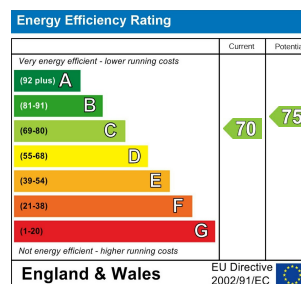 Energy Efficiency Rating
Current Potentia
Very energy efficient - lower running costs
(92 plus) A
(81-91) B
(69-80) C
70
75
(55-68) D
(39-54) E
(21-38) F
(1-20) G
Not energy efficient - higher running costs
England & Wales
EU Directive
2002/91/EC